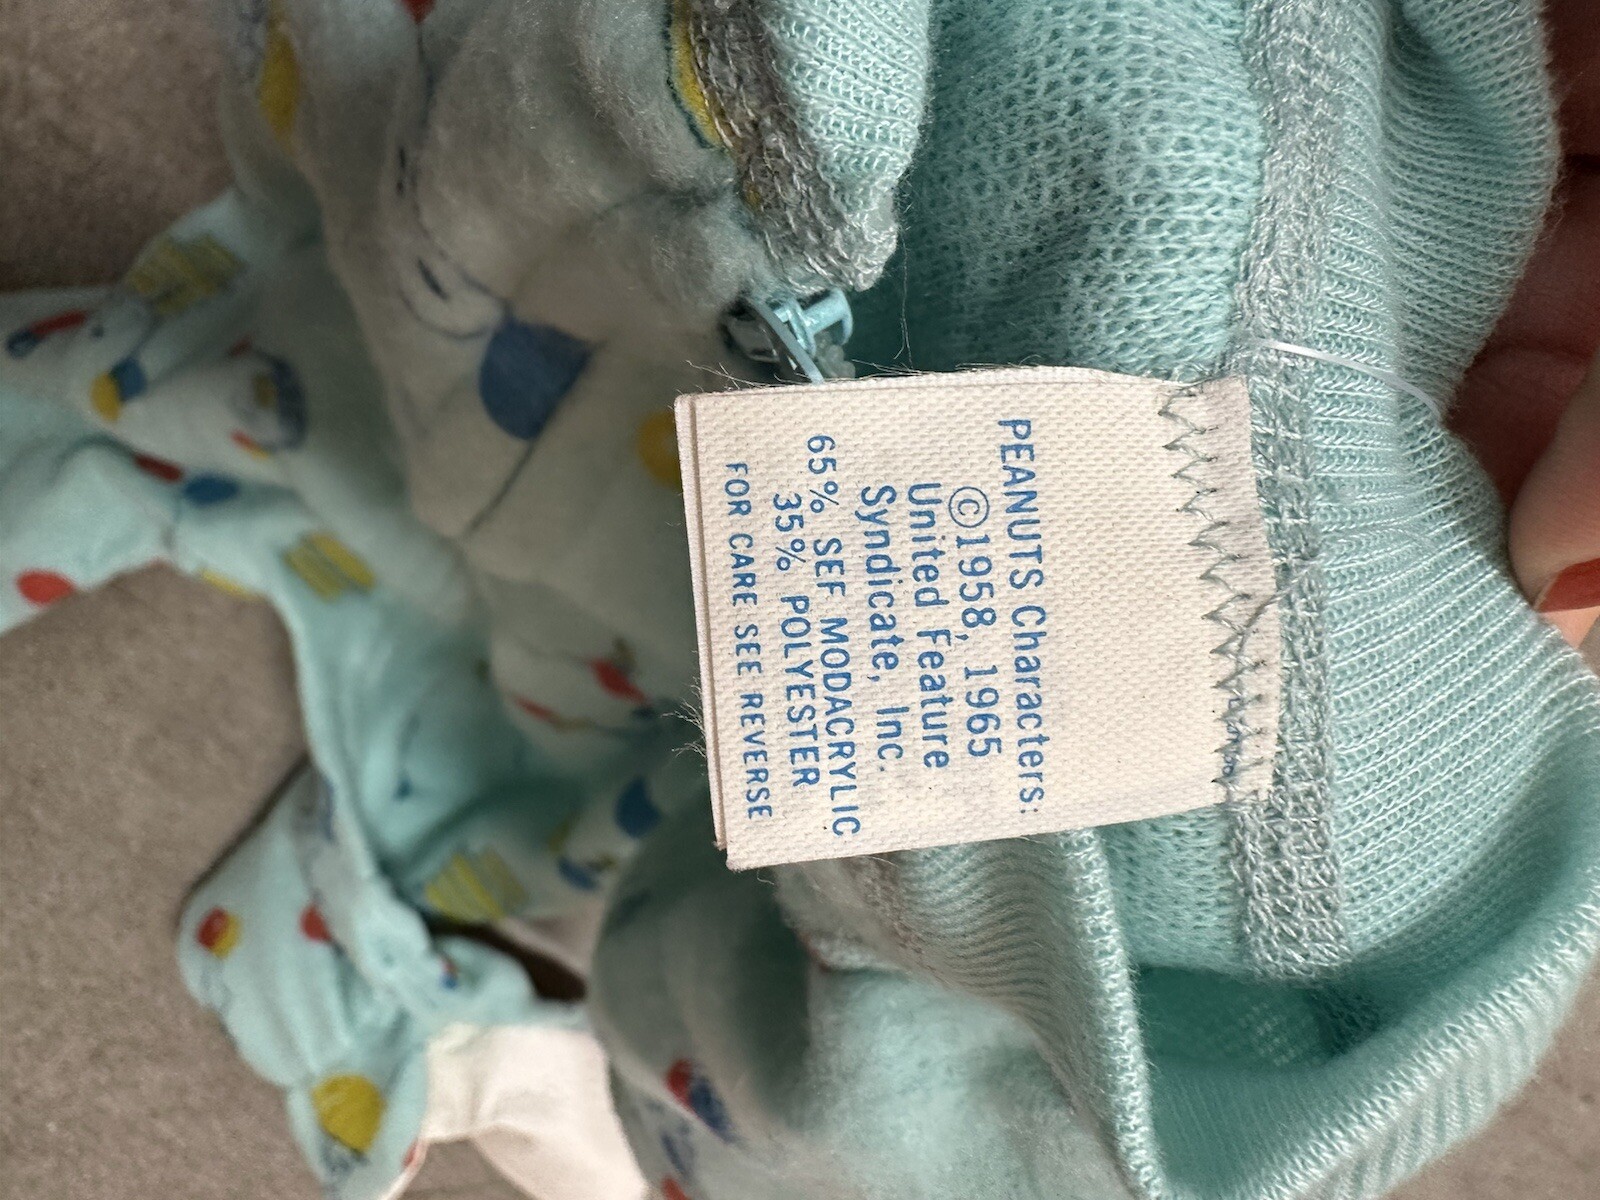 PEANUTS Characters:
©1958, 1965
United Feature
Syndicate, Inc.
65% SEF MODACRYLIC
35% POLYESTER
FOR CARE SEE REVERSE